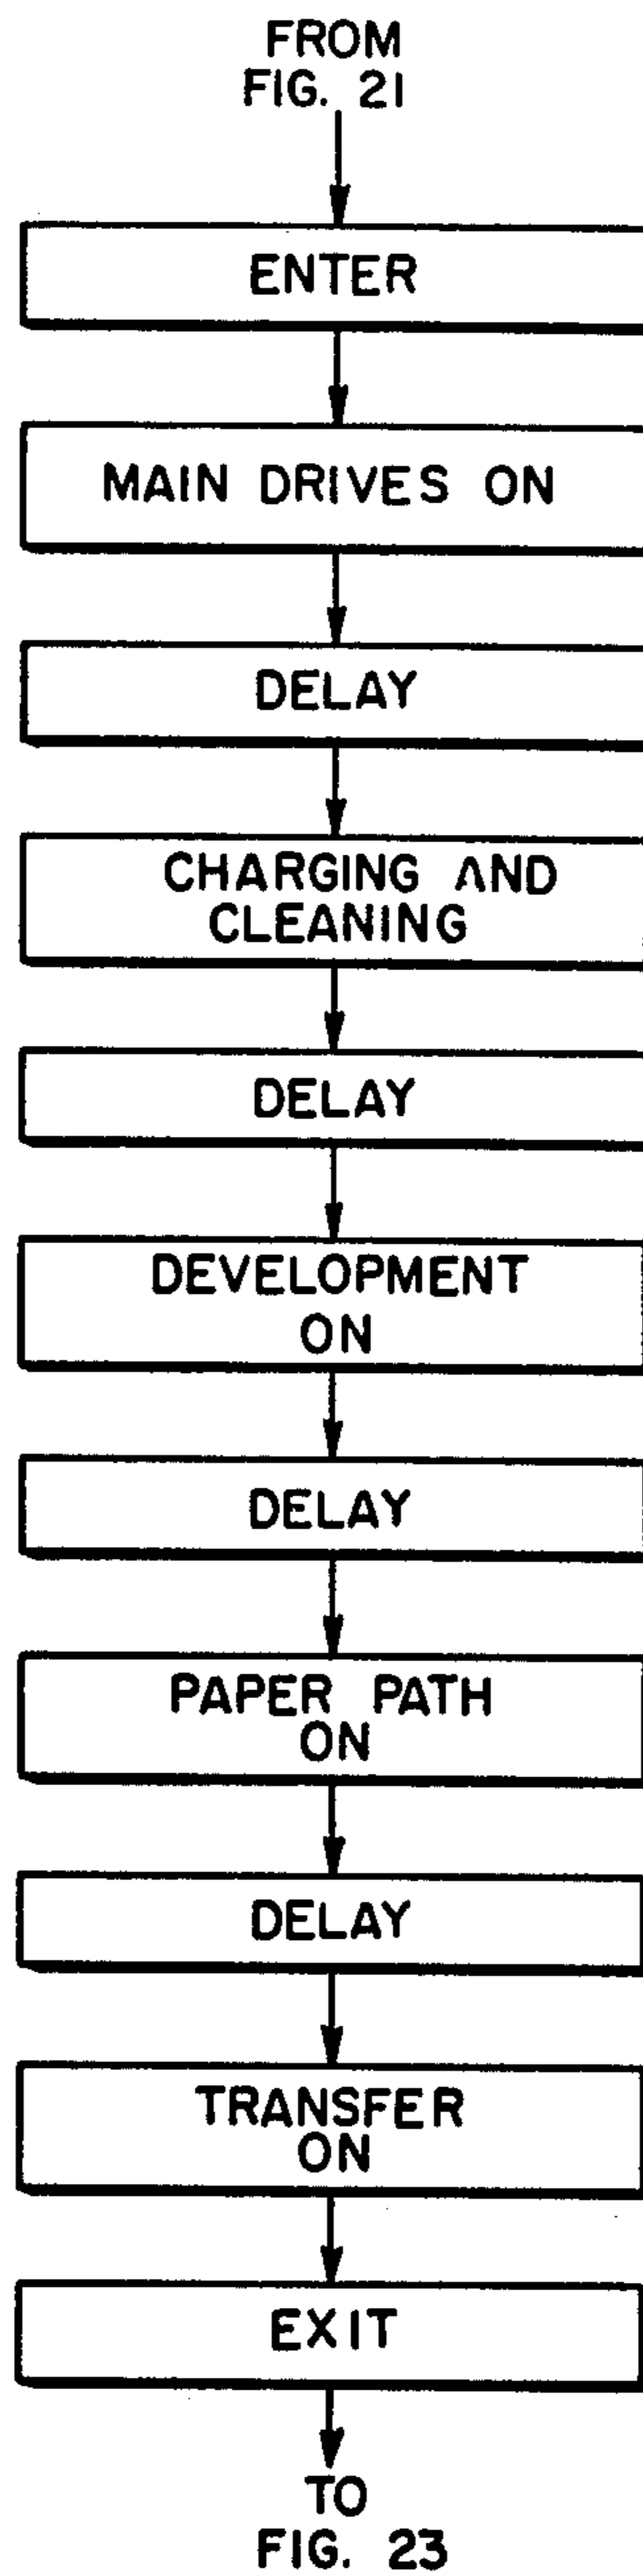 FROM
FIG. 21
ENTER
MAIN DRIVES ON
DELAY
CHARGING AND
CLEANING
DELAY
DEVELOPMENT
ON
DELAY
PAPER PATH
ON
DELAY
TRANSFER
ON
EXIT
TO
FIG. 23